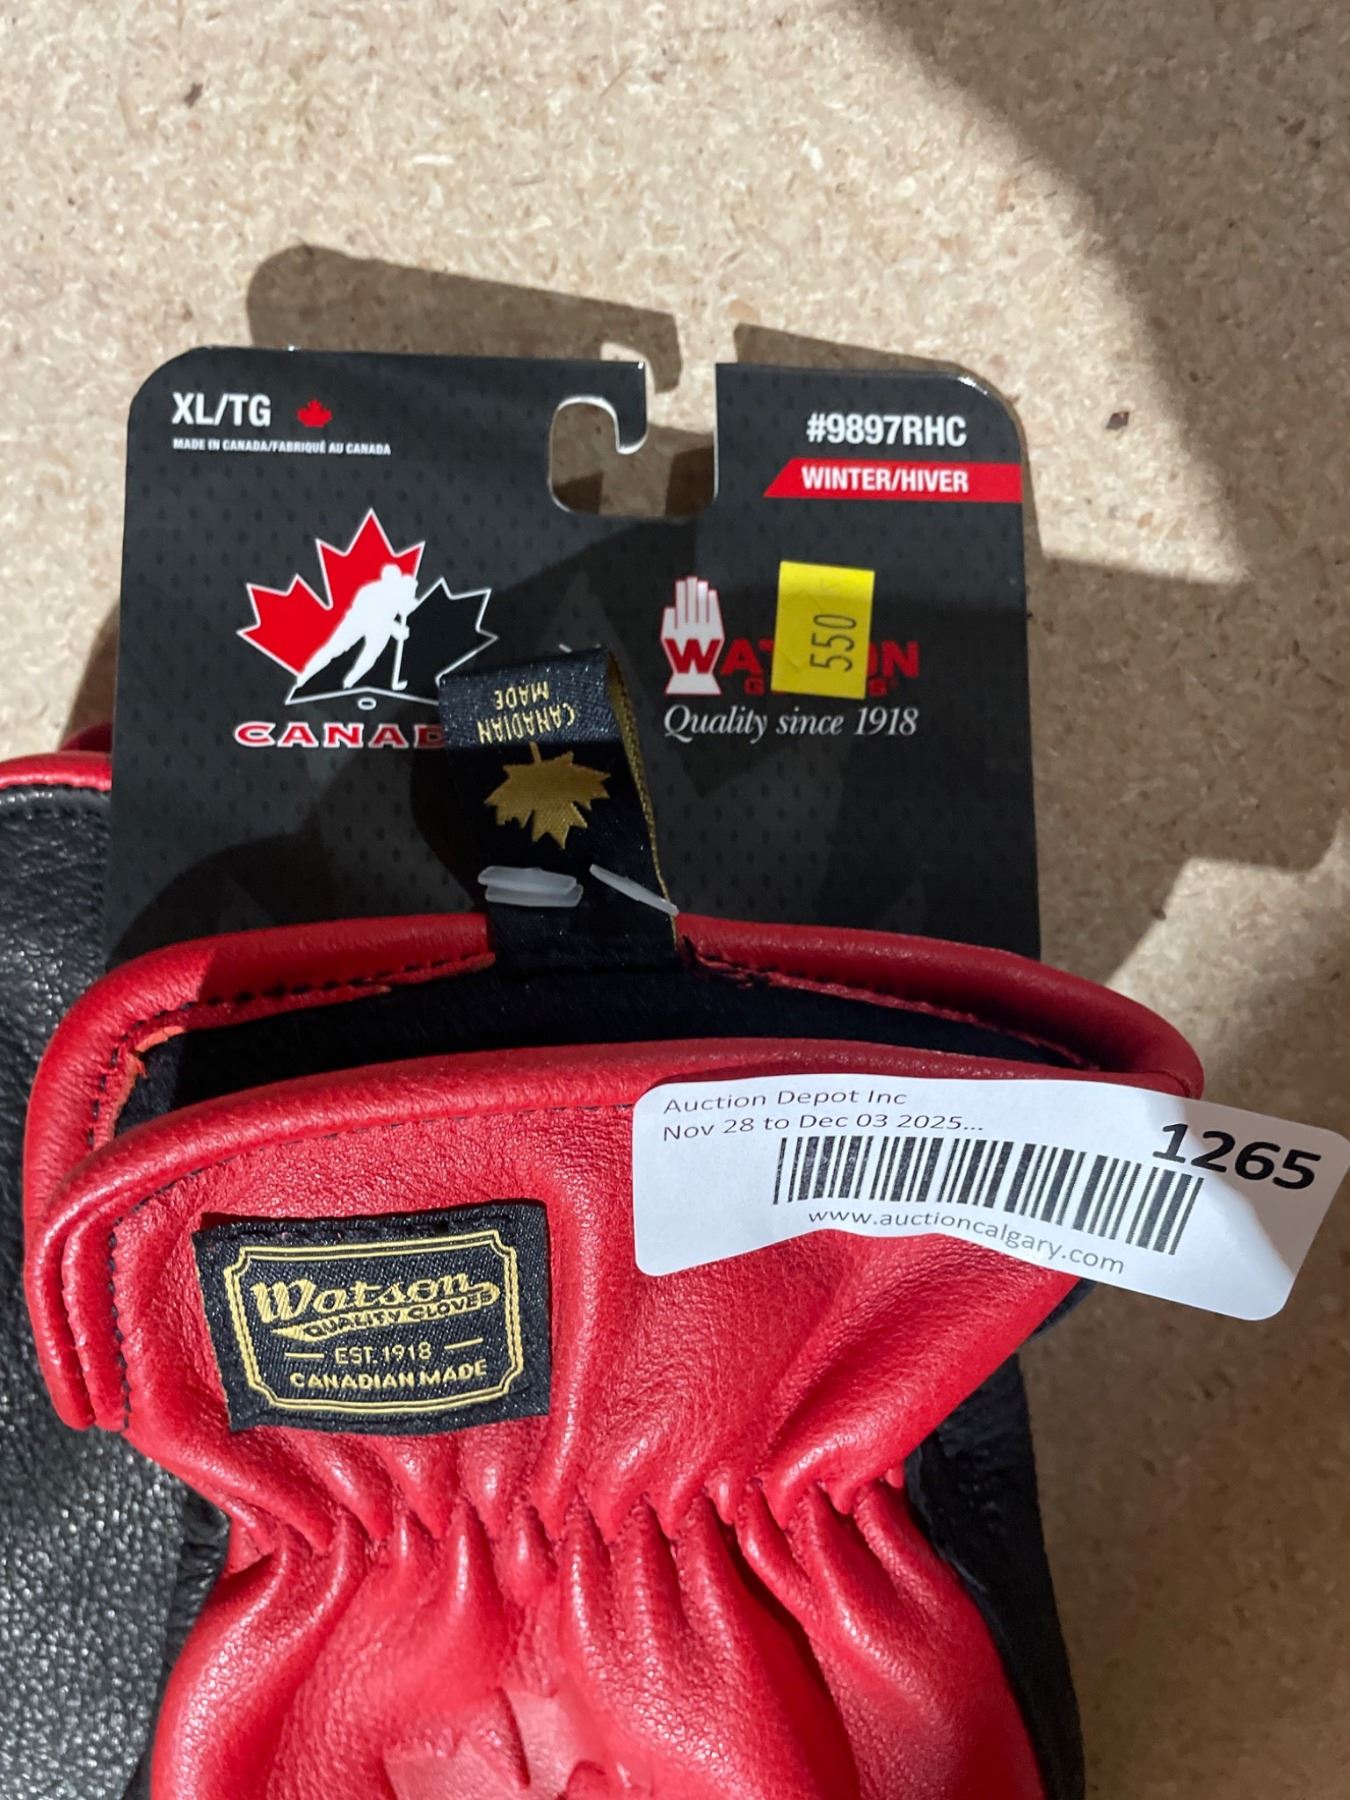 XL/TG
MADE IN CANADA/FABRIQUÉ AU CANADA
#9897RHC
WINTER/HIVER
CANAD
550
WATSON
Quality since 1918
CANADIAN
MADE
Auction Depot Inc
Nov 28 to Dec 03 2025...
1265
www.auctioncalgary.com
Watson
QUALITY GLOVES
EST. 1918
CANADIAN MADE